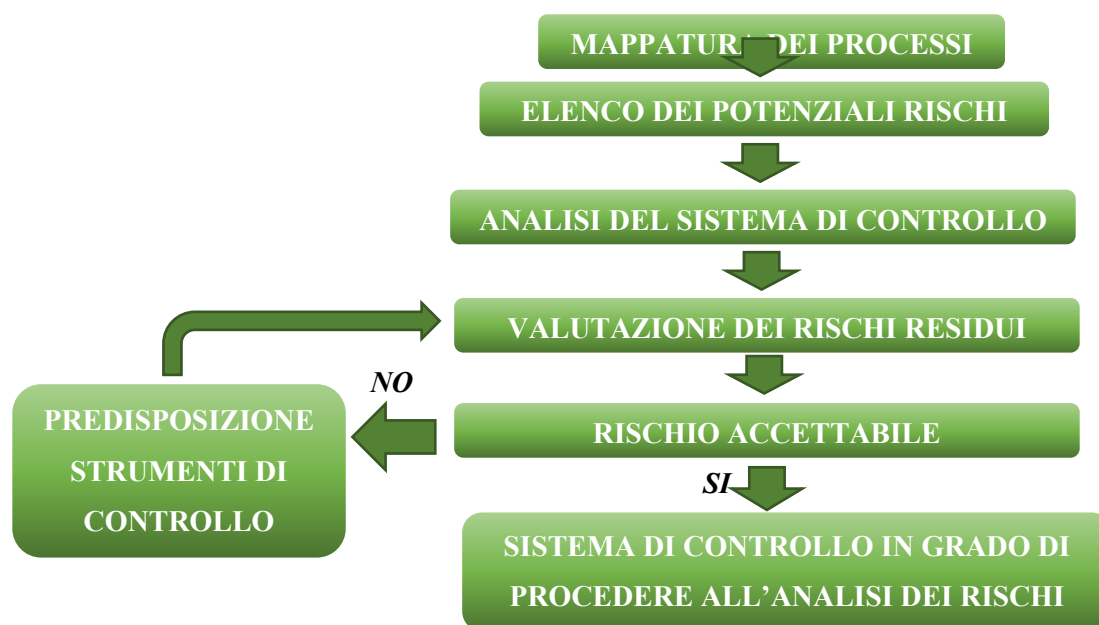 MAPPATURA DEI PROCESSI
ELENCO DEI POTENZIALI RISCHI
ANALISI DEL SISTEMA DI CONTROLLO
VALUTAZIONE DEI RISCHI RESIDUI
NO
PREDISPOSIZIONE
STRUMENTI DI
CONTROLLO
RISCHIO ACCETTABILE
SI
SISTEMA DI CONTROLLO IN GRADO DI
PROCEDERE ALL’ANALISI DEI RISCHI